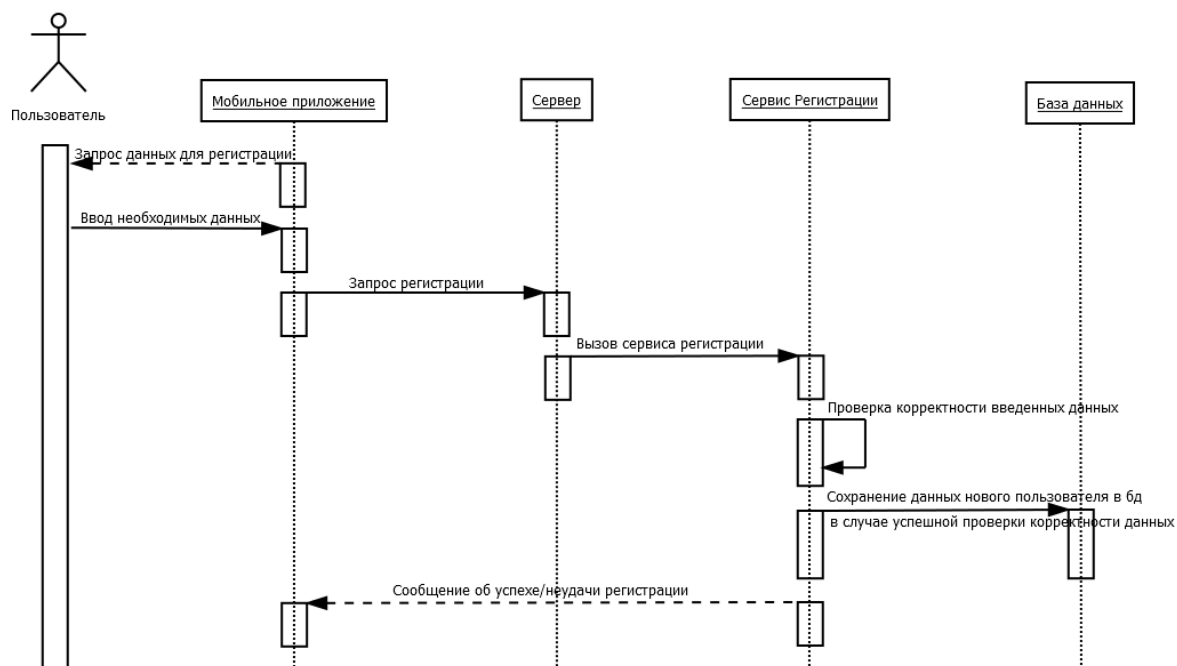 Пользователь
Мобильное приложение
Сервер
Сервис Регистрации
База данных
Запрос данных для регистрации
Ввод необходимых данных
Запрос регистрации
Вызов сервиса регистрации
Проверка корректности введенных данных
Сохранение данных нового пользователя в бд
в случае успешной проверки корректности данных
Сообщение об успехе/неудачи регистрации